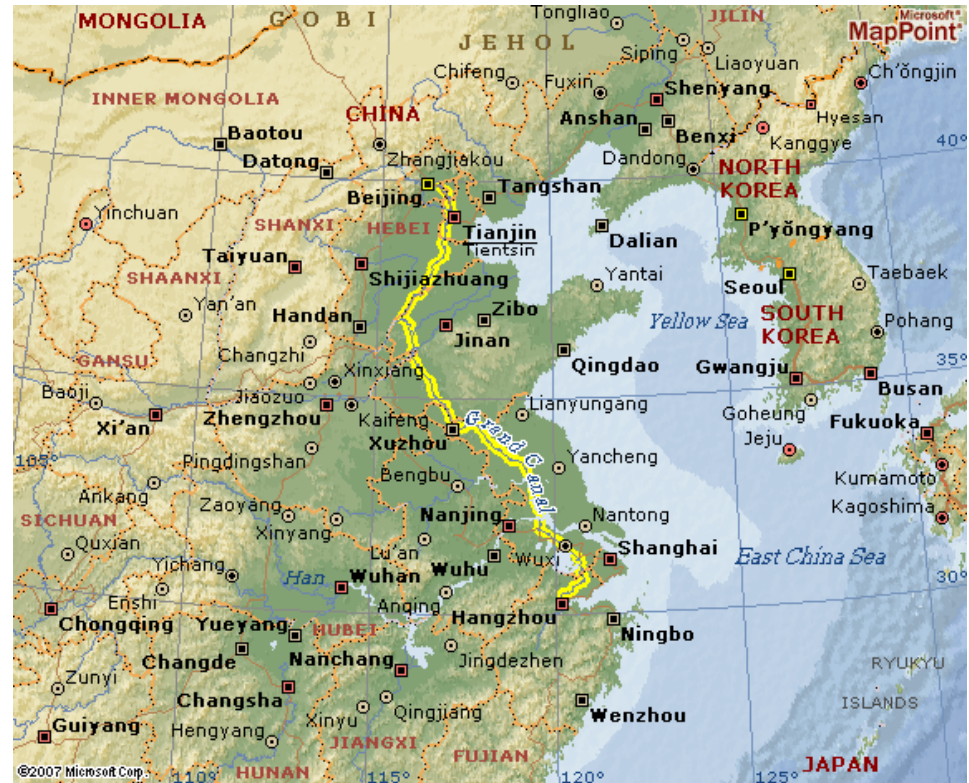 MONGOLIA
GOBI
Tongliao
JILIN
Microsoft®
MapPoint®
JEHOL
Siping
Liaoyuan
Chifeng
Fuxin
Shenyang
Ch'ŏngjin
INNER MONGOLIA
CHINA
Anshan
Benxi
Hyesan
Baotou
Kanggye
40°
Datong
Zhangjiakou
Dandong
NORTH
KOREA
Beijing
Tangshan
Yinchuan
SHANXI
HEBEI
Tianjin
Tientsin
Dalian
P'yŏngyang
Taiyuan
Shijiazhuang
Yantai
Seoul
Taebaek
SHAANXI
Yan'an
Handan
Zibo
Yellow Sea
SOUTH
KOREA
Changzhi
Jinan
Pohang
GANSU
Xinxiang
Qingdao
Gwangju
35°
Baoji
Jiaozuo
Busan
Xi'an
Zhengzhou
Kaifeng
Lianyungang
Goheung
Fukuoka
Xuzhou
Grand Canal
Jeju
105°
Pingdingshan
Bengbu
Yancheng
Kumamoto
Ankang
Zaoyang
Kagoshima
SICHUAN
Xinyang
Nanjing
Nantong
Quxian
Lu'an
Wuxi
Shanghai
East China Sea
Yichang
Han
Wuhan
Wuhu
30°
Enshi
Anqing
Chongqing
Yueyang
HUBEI
Hangzhou
Ningbo
Changde
Nanchang
Jingdezhen
RYUKYU
Zunyi
Changsha
ISLANDS
Xinyu
Qingjiang
Wenzhou
Guiyang
Hengyang
JIANGXI
FUJIAN
©2007 Microsoft Corp.
110°
HUNAN
115°
120°
125°
JAPAN